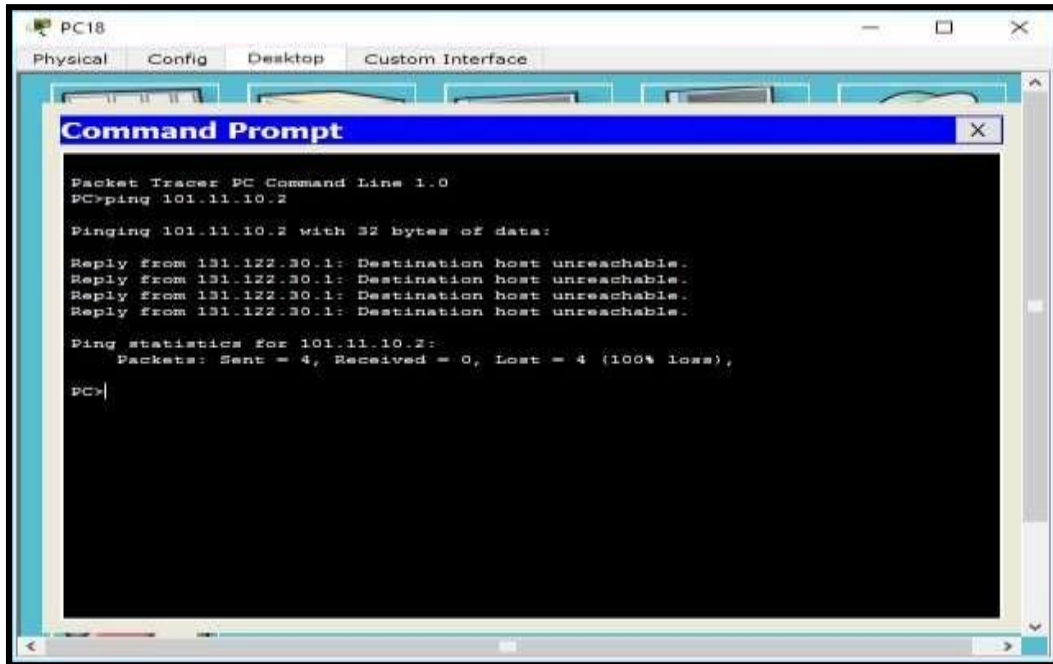 PC18
Physical Config Desktop Custom Interface
Command Prompt
X
Packet Tracer PC Command Line 1.0
PC>ping 101.11.10.2
Pinging 101.11.10.2 with 32 bytes of data:
Reply from 131.122.30.1: Destination host unreachable.
Reply from 131.122.30.1: Destination host unreachable.
Reply from 131.122.30.1: Destination host unreachable.
Reply from 131.122.30.1: Destination host unreachable.
Ping statistics for 101.11.10.2:
Packets: Sent = 4, Received = 0, Lost = 4 (100% loss),
PC>